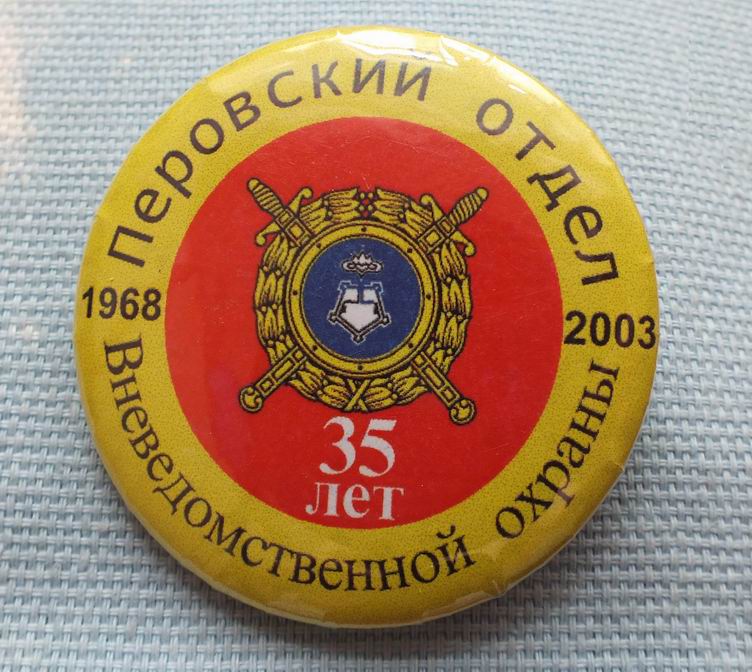 Перовский отдел
1968
2003
Вневедомственной охраны
35
лет